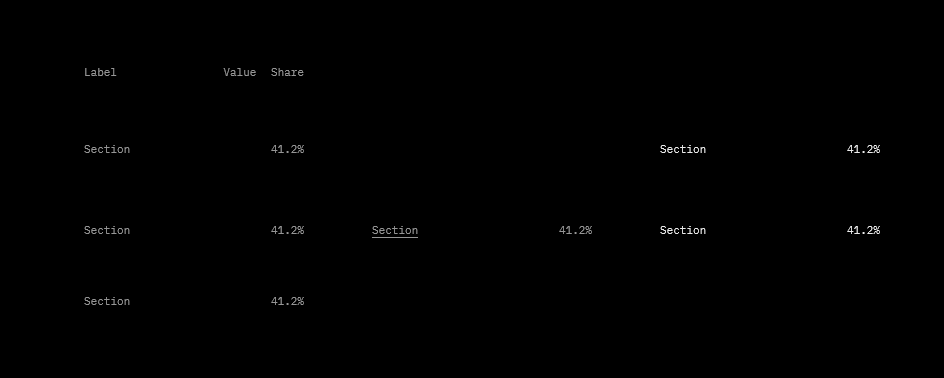 Label Value Share
Section 41.2% Section 41.2%
Section 41.2% Section 41.2% Section 41.2%
Section 41.2%